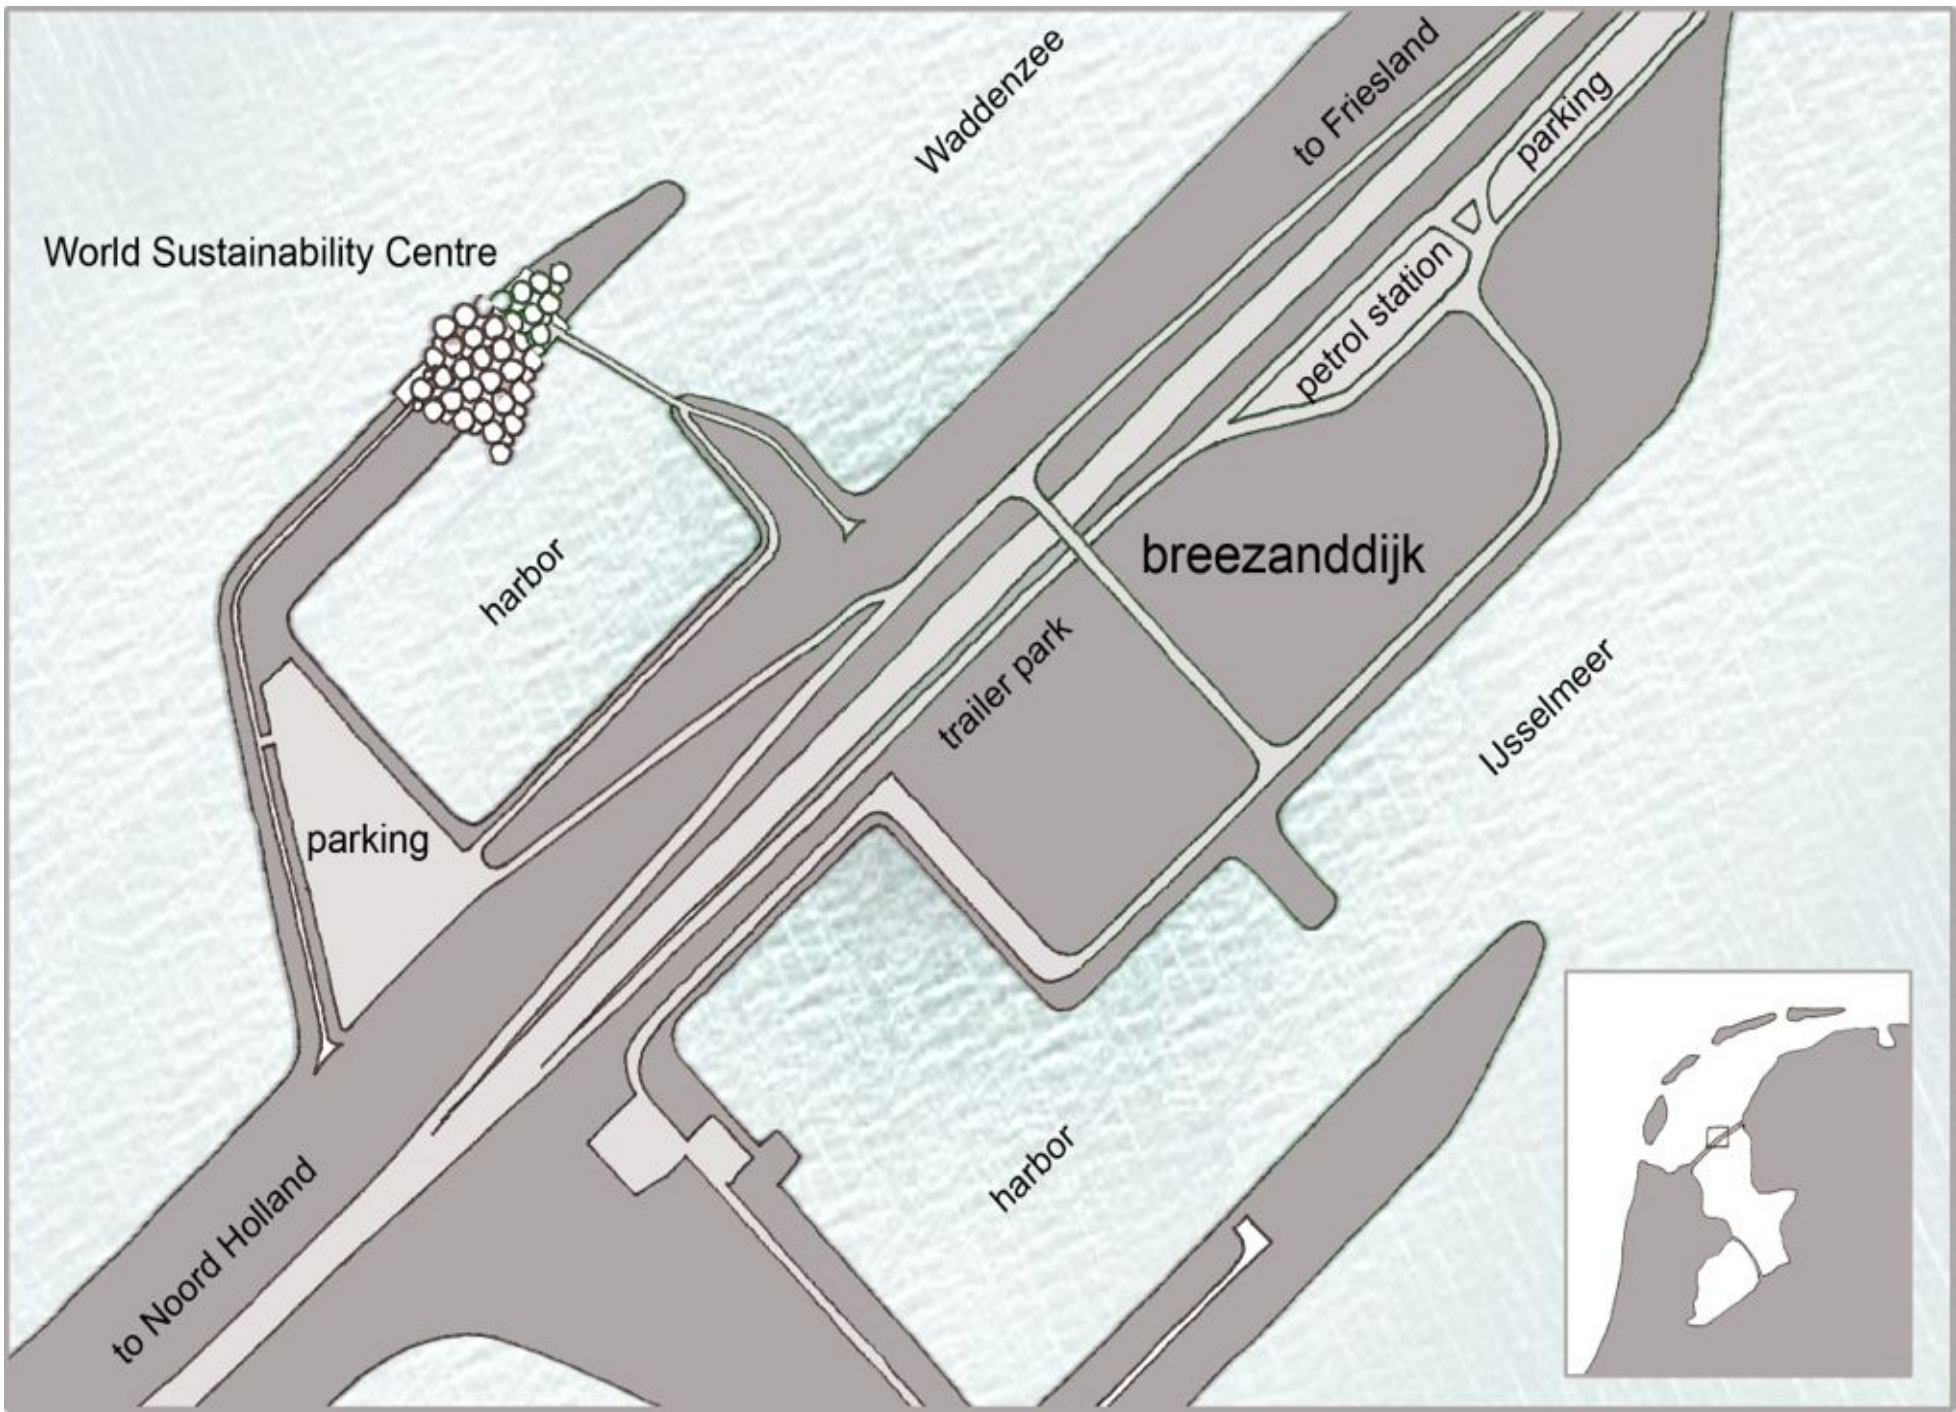 Waddenzee
to Friesland
parking
World Sustainability Centre
petrol station
harbor
breezanddijk
trailer park
IJsselmeer
parking
harbor
to Noord Holland